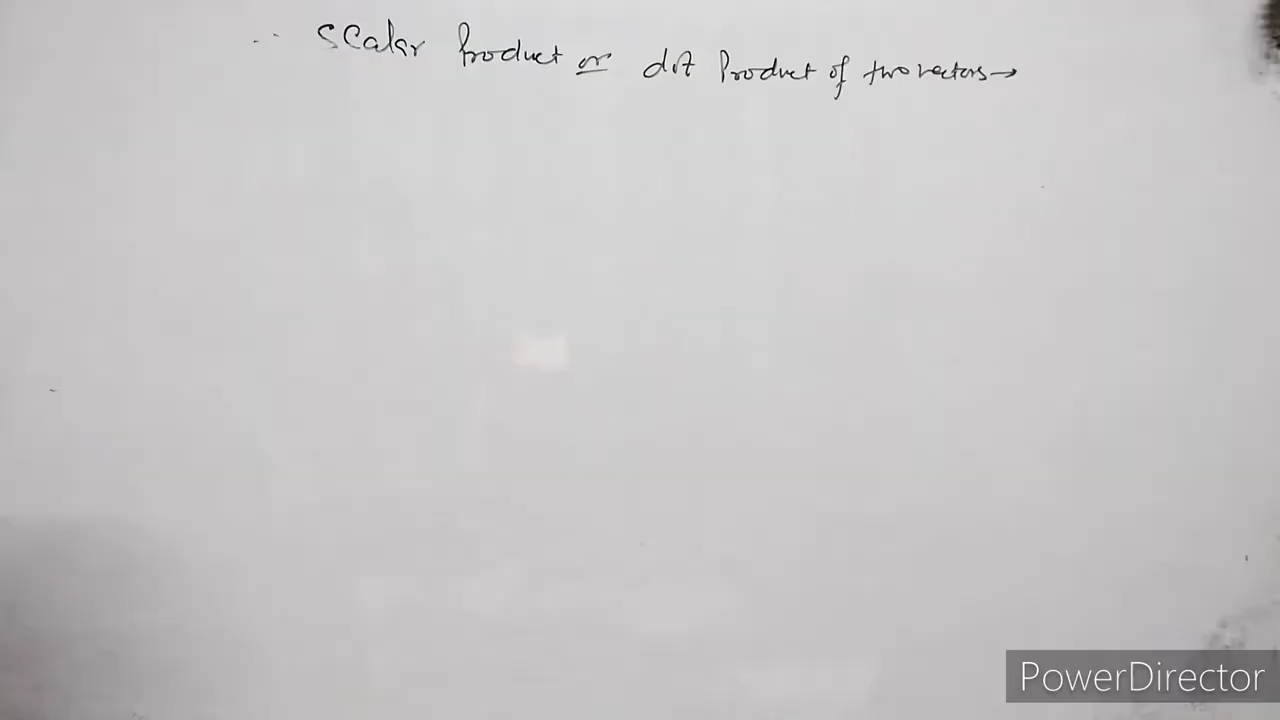 Scalar Product or dot Product of two vectors →
PowerDirector